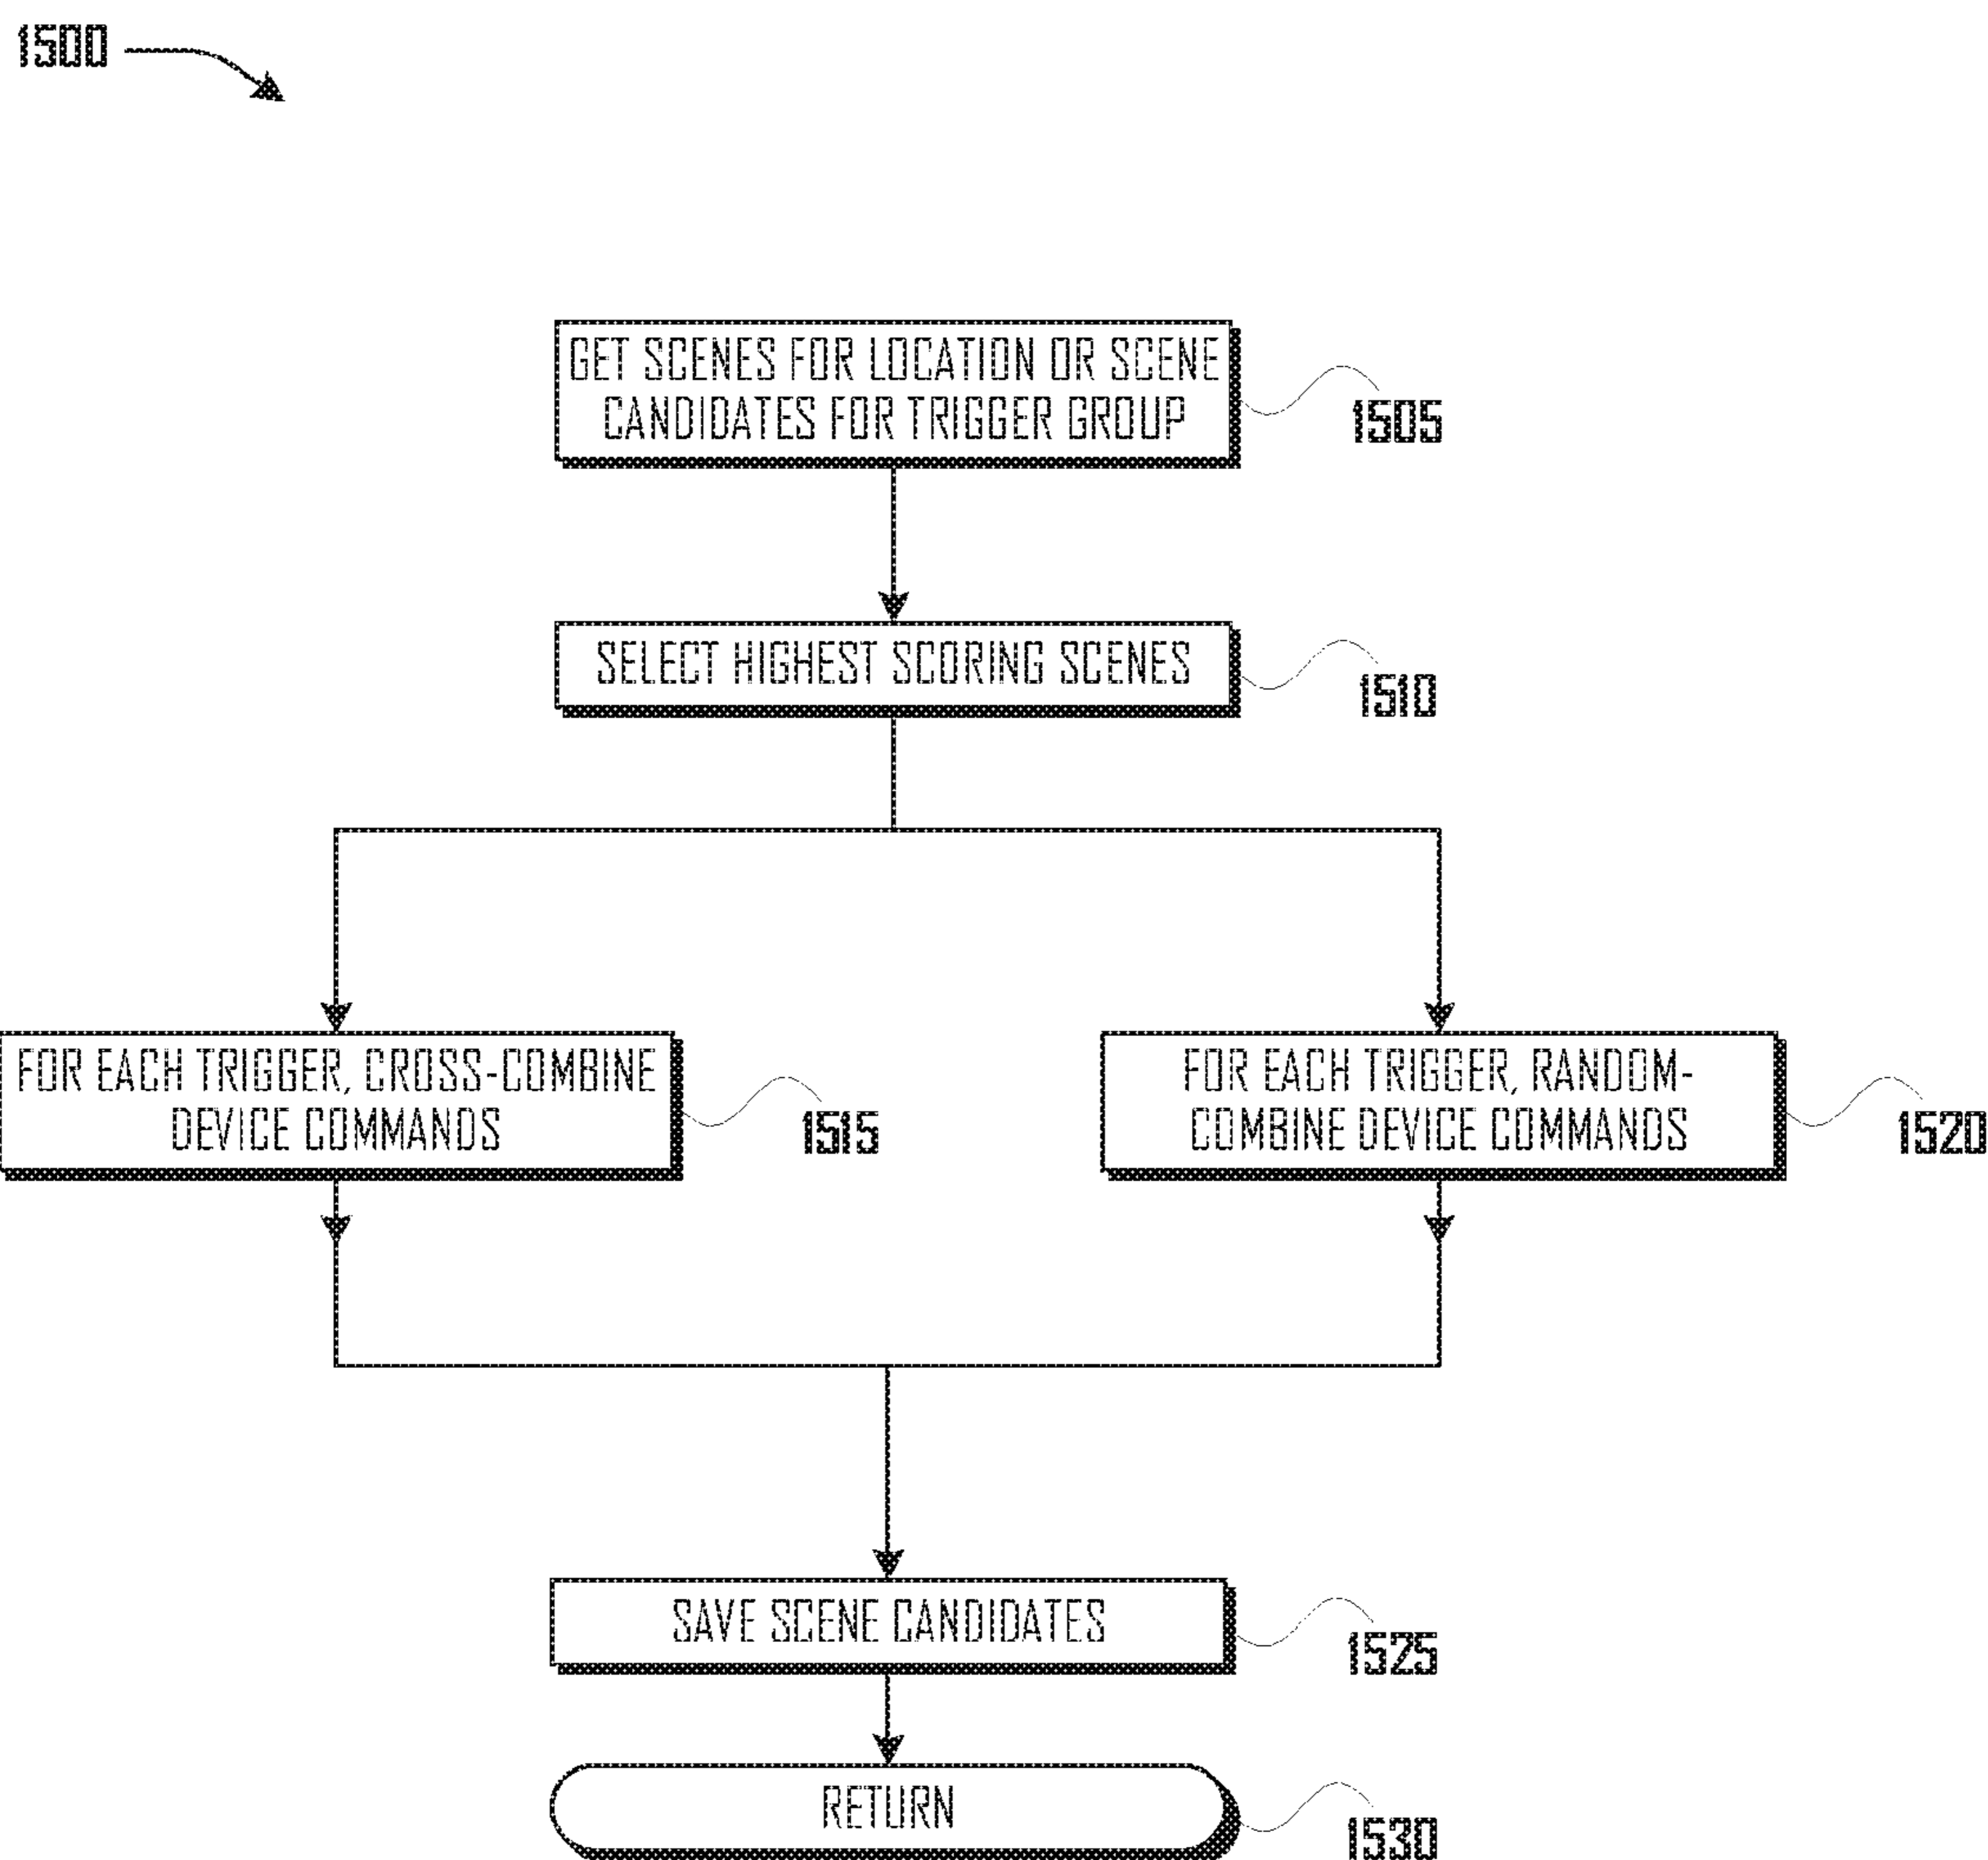 1500
GET SCENES FOR LOCATION OR SCENE
CANDIDATES FOR TRIGGER GROUP
1505
SELECT HIGHEST SCORING SCENES
1510
FOR EACH TRIGGER, CROSS-COMBINE
DEVICE COMMANDS
1515
FOR EACH TRIGGER, RANDOM-
COMBINE DEVICE COMMANDS
1520
SAVE SCENE CANDIDATES
1525
RETURN
1530